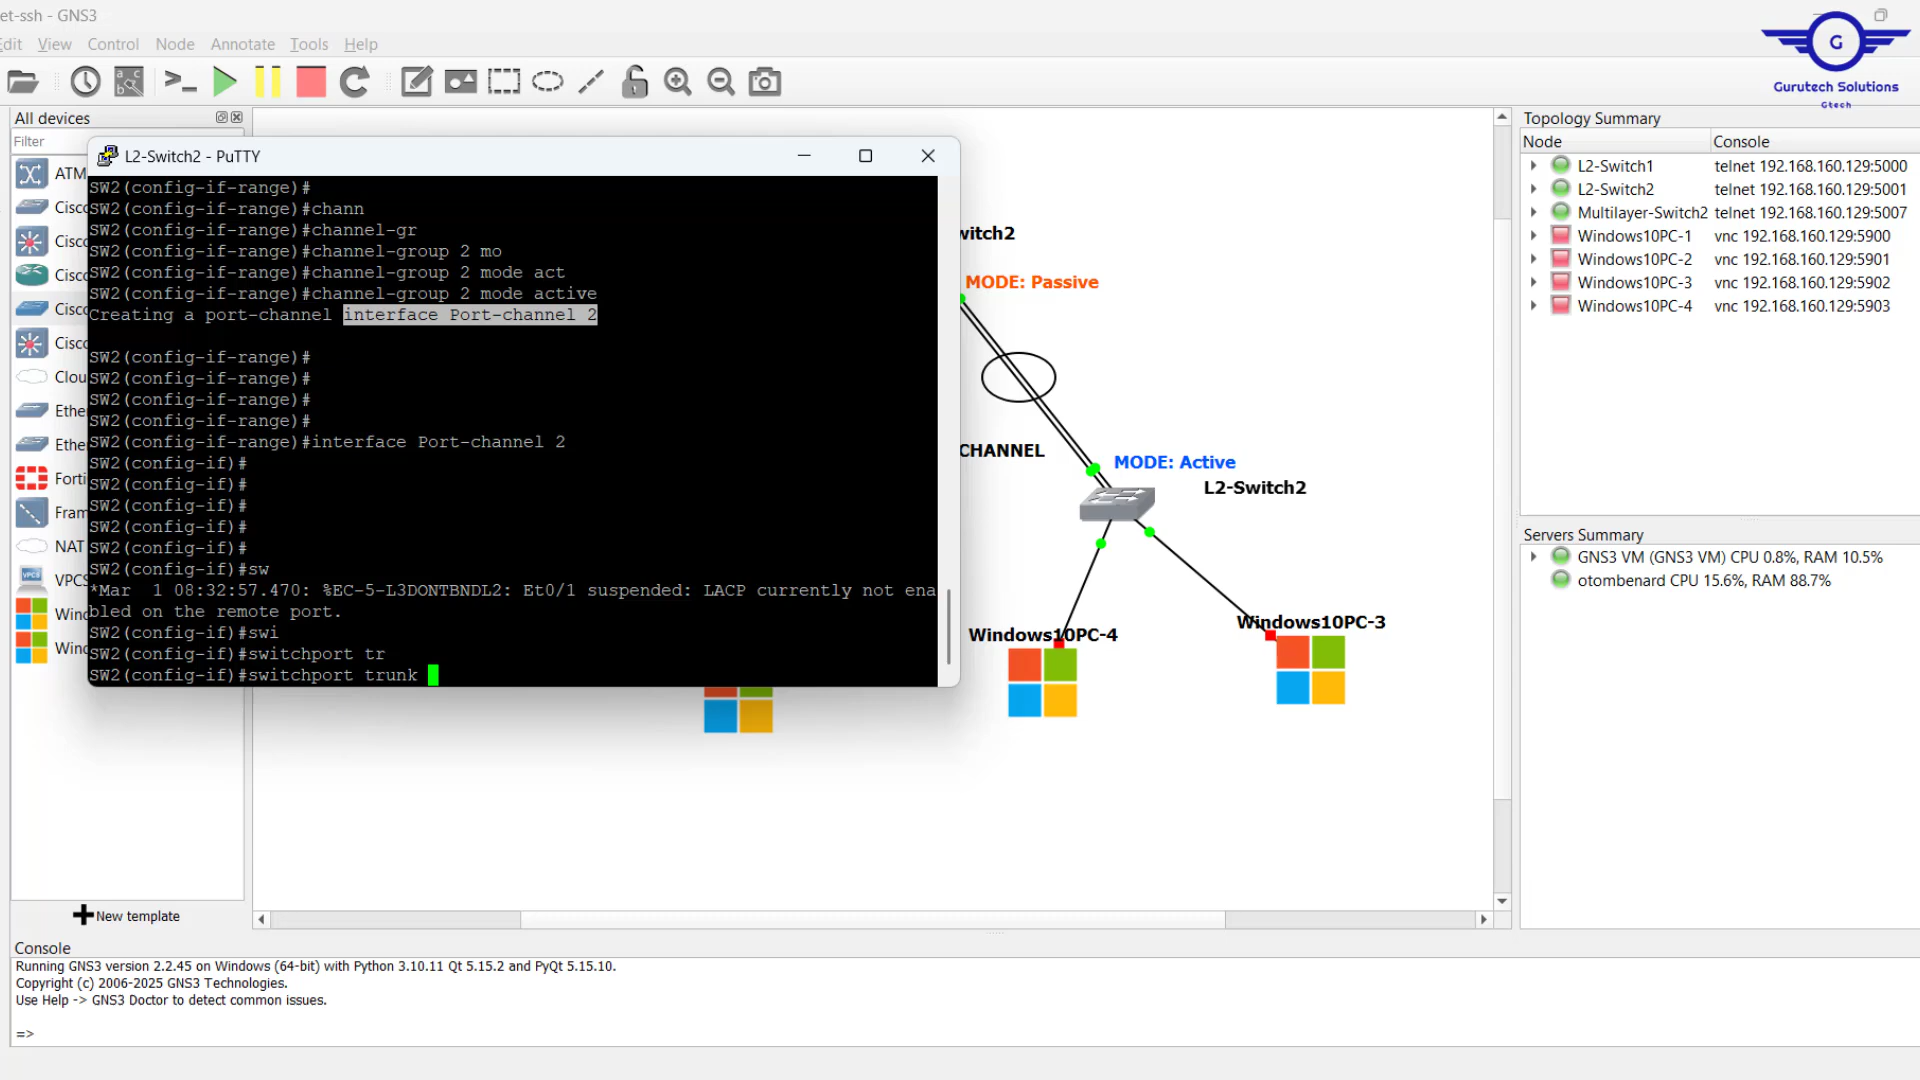 et-ssh - GNS3
dit View Control Node Annotate Tools Help
G
Gurutech Solutions
Gtech
All devices
Filter
ATM
Cisc
Cisc
Cisc
Cisc
Cisc
Clou
Ethe
Ethe
Forti
Fram
NAT
VPCS
Wind
Wind
New template
L2-Switch2 - PuTTY
SW2(config-if-range)#
SW2(config-if-range)#chann
SW2(config-if-range)#channel-gr
SW2(config-if-range)#channel-group 2 mo
SW2(config-if-range)#channel-group 2 mode act
SW2(config-if-range)#channel-group 2 mode active
Creating a port-channel interface Port-channel 2
SW2(config-if-range)#
SW2(config-if-range)#
SW2(config-if-range)#
SW2(config-if-range)#
SW2(config-if-range)#interface Port-channel 2
SW2(config-if)#
SW2(config-if)#
SW2(config-if)#
SW2(config-if)#
SW2(config-if)#
SW2(config-if)#sw
*Mar  1 08:32:57.470: %EC-5-L3DONTBNDL2: Et0/1 suspended: LACP currently not ena
bled on the remote port.
SW2(config-if)#swi
SW2(config-if)#switchport tr
SW2(config-if)#switchport trunk
witch2
MODE: Passive
CHANNEL
MODE: Active
L2-Switch2
Windows10PC-4
Windows10PC-3
Topology Summary
Node Console
L2-Switch1 telnet 192.168.160.129:5000
L2-Switch2 telnet 192.168.160.129:5001
Multilayer-Switch2 telnet 192.168.160.129:5007
Windows10PC-1 vnc 192.168.160.129:5900
Windows10PC-2 vnc 192.168.160.129:5901
Windows10PC-3 vnc 192.168.160.129:5902
Windows10PC-4 vnc 192.168.160.129:5903
Servers Summary
GNS3 VM (GNS3 VM) CPU 0.8%, RAM 10.5%
otombenard CPU 15.6%, RAM 88.7%
Console
Running GNS3 version 2.2.45 on Windows (64-bit) with Python 3.10.11 Qt 5.15.2 and PyQt 5.15.10.
Copyright (c) 2006-2025 GNS3 Technologies.
Use Help -> GNS3 Doctor to detect common issues.
=>